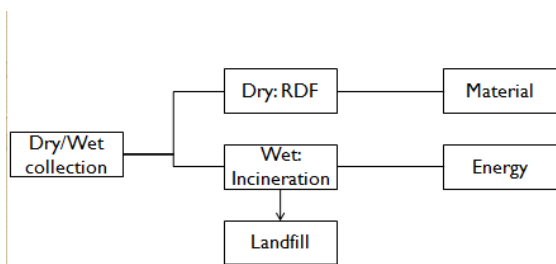 Dry: RDF
Material
Dry/Wet
collection
Wet:
Incineration
Energy
Landfill